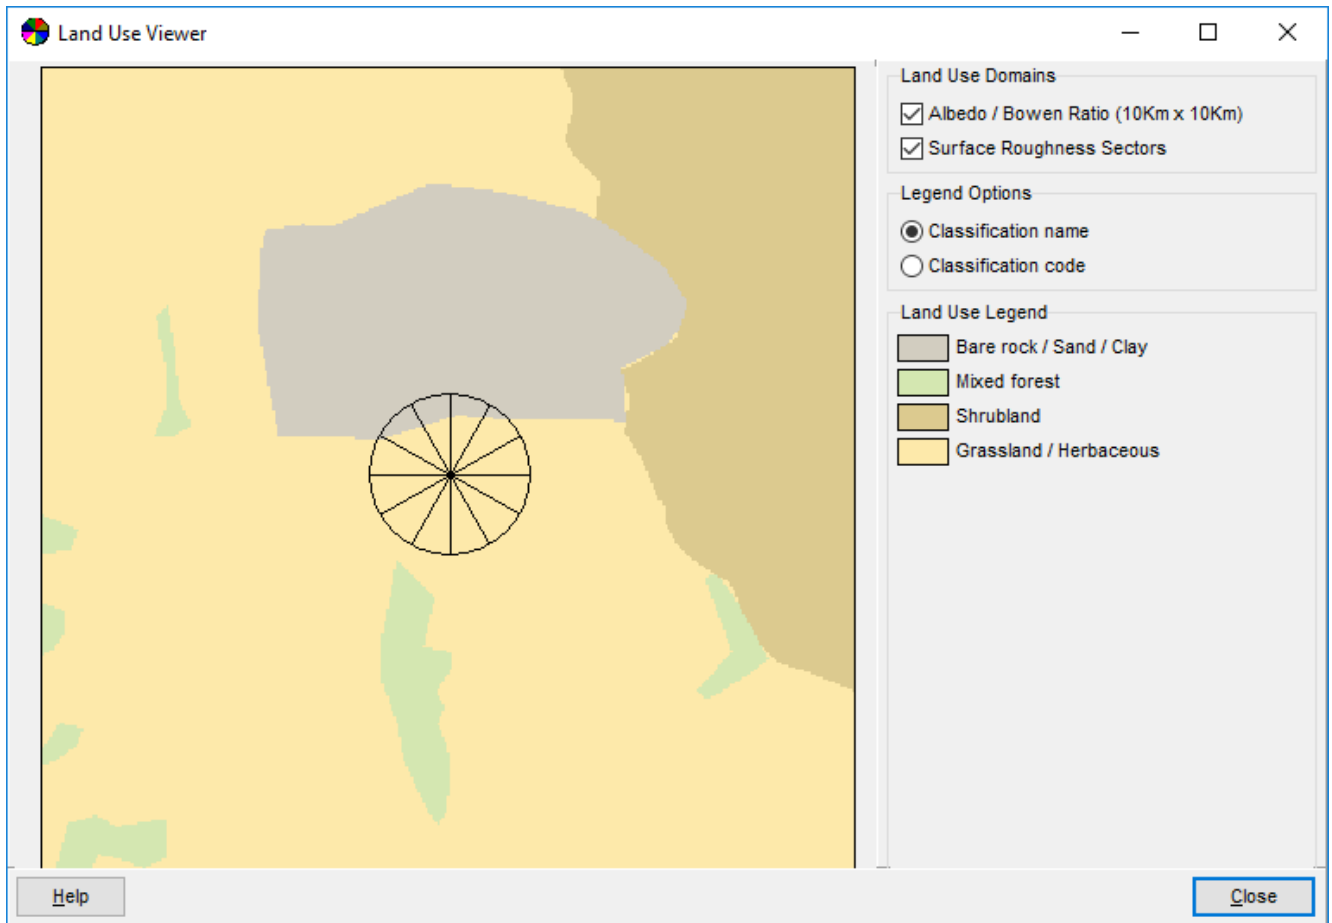 Land Use Viewer
Land Use Domains
Albedo / Bowen Ratio (10Km x 10Km)
Surface Roughness Sectors
Legend Options
Classification name
Classification code
Land Use Legend
Bare rock / Sand / Clay
Mixed forest
Shrubland
Grassland / Herbaceous
Help
Close